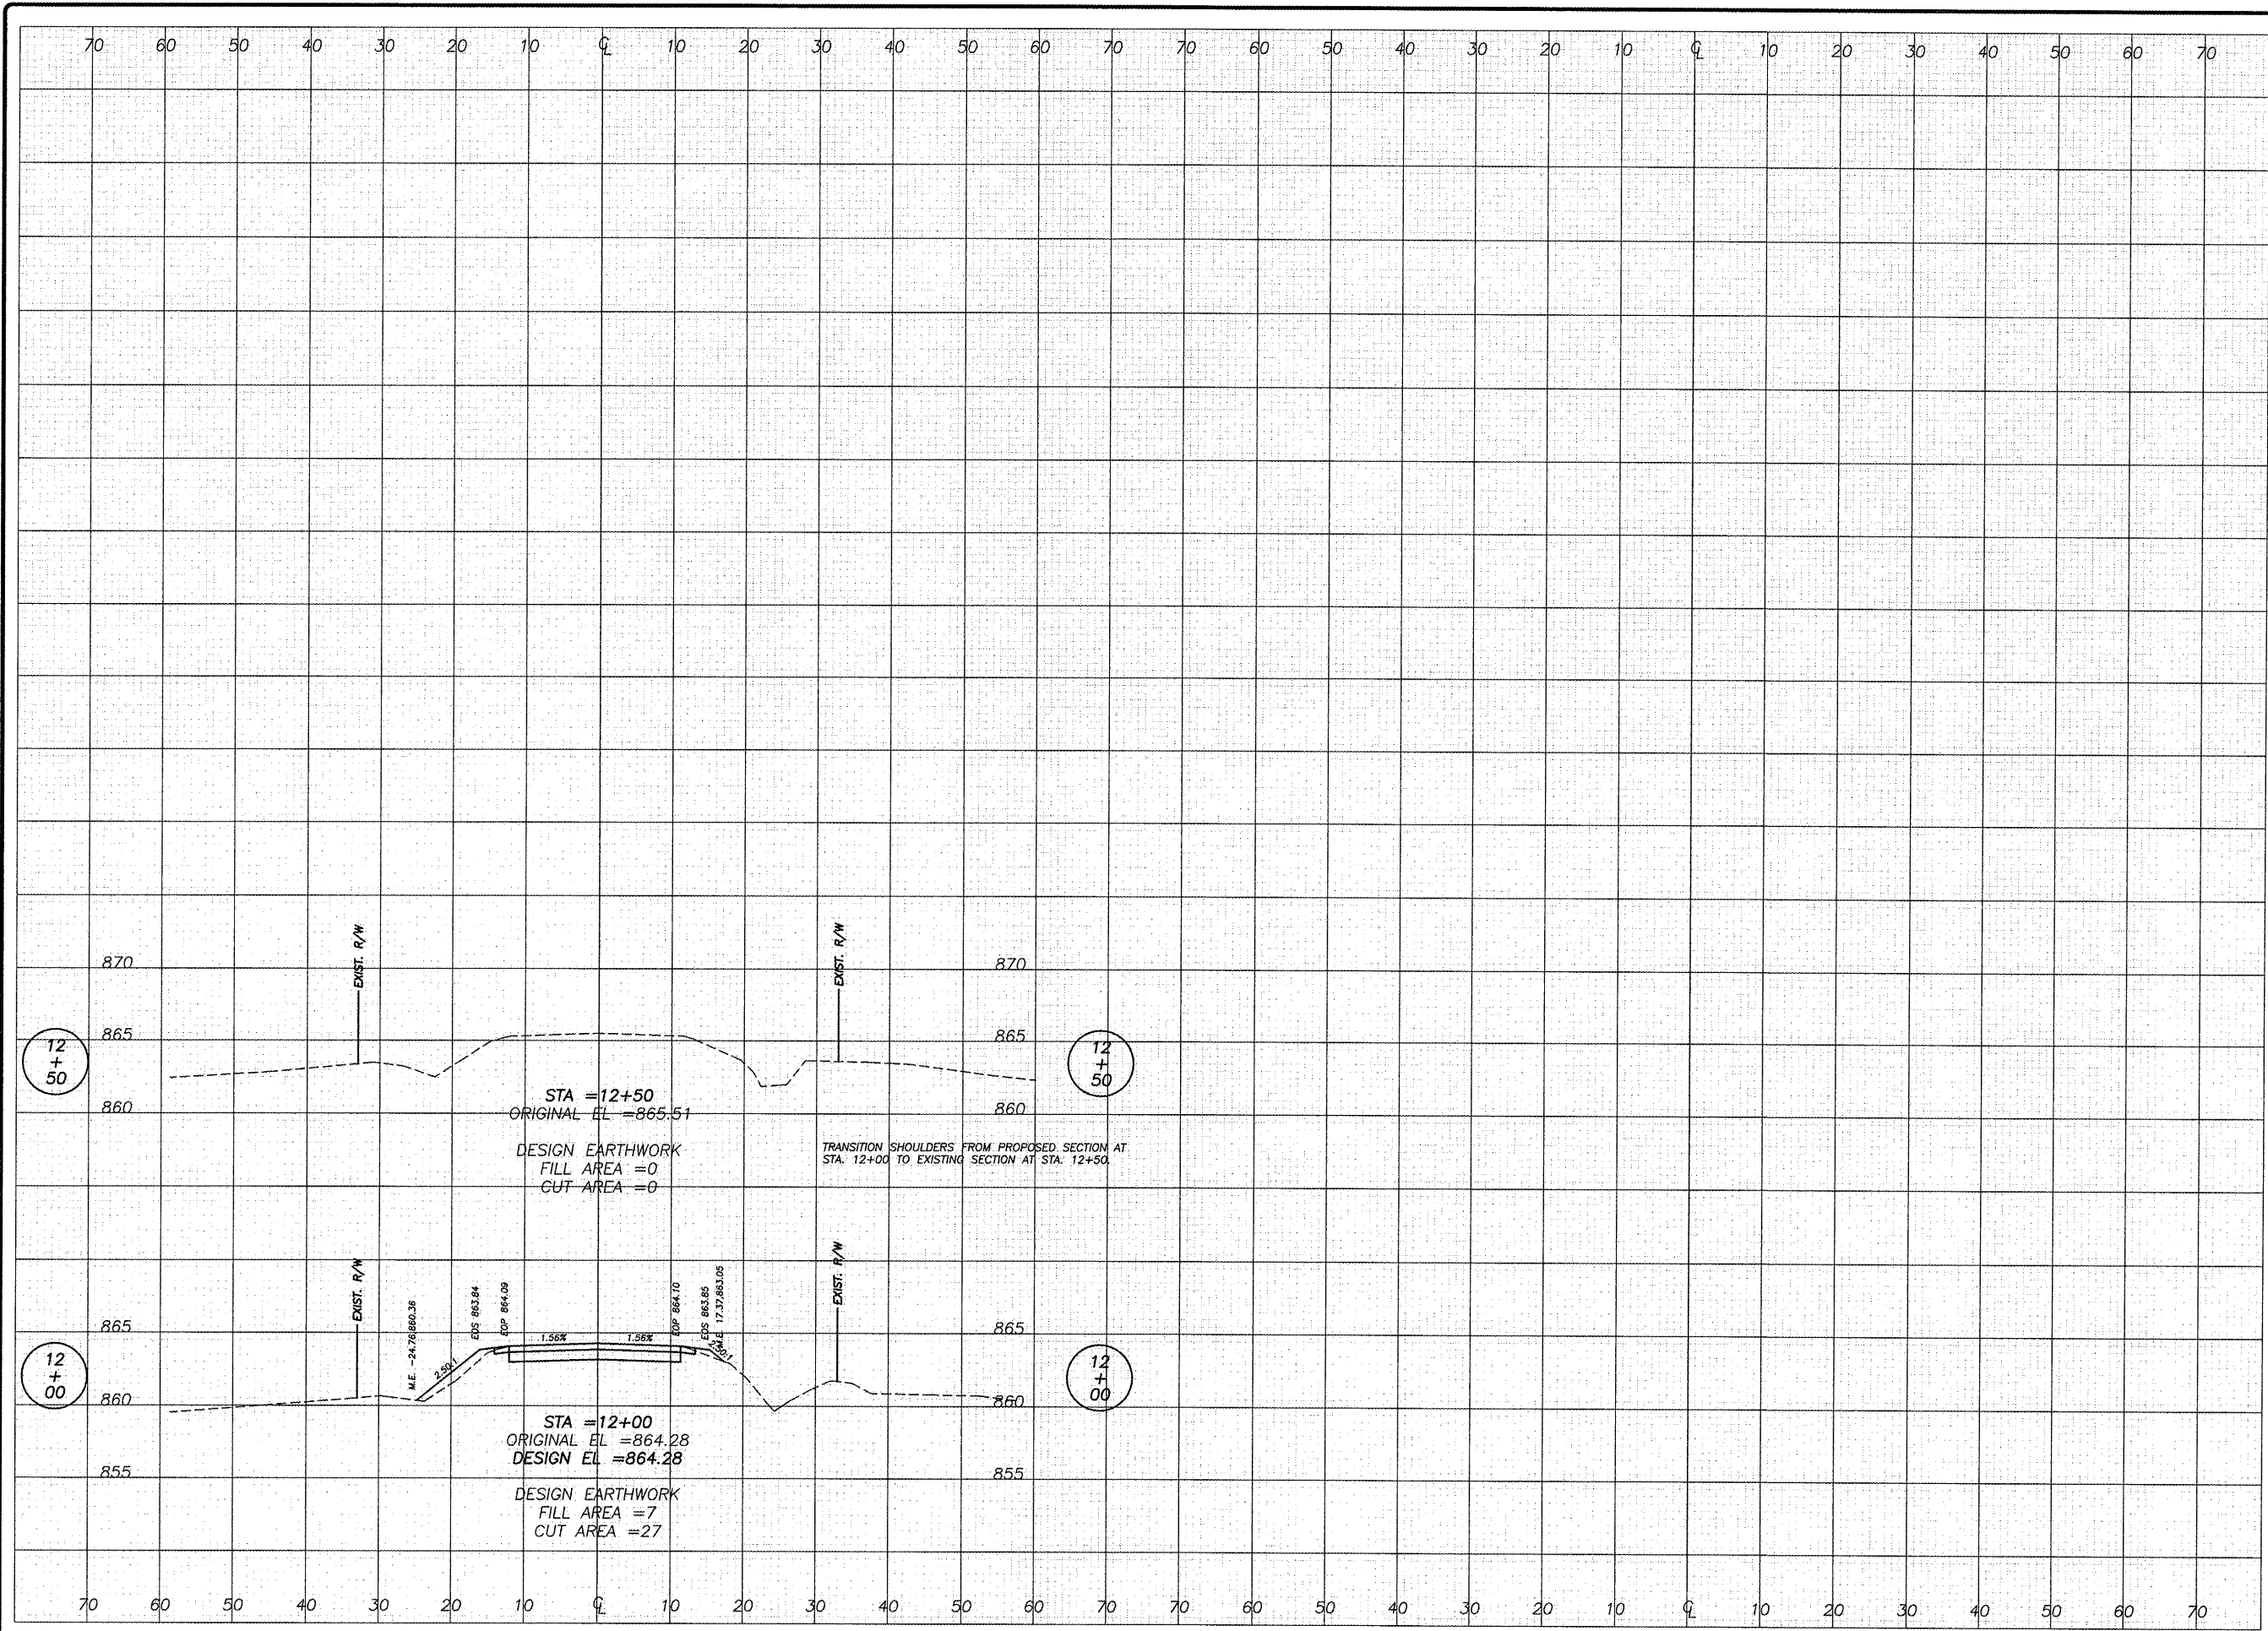 70 60 50 40 30 20 10 ℄ 10 20 30 40 50 60 70 70 60 50 40 30 20 10 ℄ 10 20 30 40 50 60 70
EXIST. R/W
EXIST. R/W
870
870
865
865
12
+
50
12
+
50
860
860
STA =12+50
ORIGINAL EL =865.51
DESIGN EARTHWORK
FILL AREA =0
CUT AREA =0
TRANSITION SHOULDERS FROM PROPOSED SECTION AT
STA. 12+00 TO EXISTING SECTION AT STA. 12+50.
EXIST. R/W
M.E. -24.76,860.36
EOS 863.84
EOP 864.09
EOP 864.10
EOS 863.85
M.E. 17.37,863.05
EXIST. R/W
865
2.50:1
1.56%
1.56%
865
12
+
00
12
+
00
860
860
STA =12+00
ORIGINAL EL =864.28
DESIGN EL =864.28
855
855
DESIGN EARTHWORK
FILL AREA =7
CUT AREA =27
70 60 50 40 30 20 10 ℄ 10 20 30 40 50 60 70 70 60 50 40 30 20 10 ℄ 10 20 30 40 50 60 70